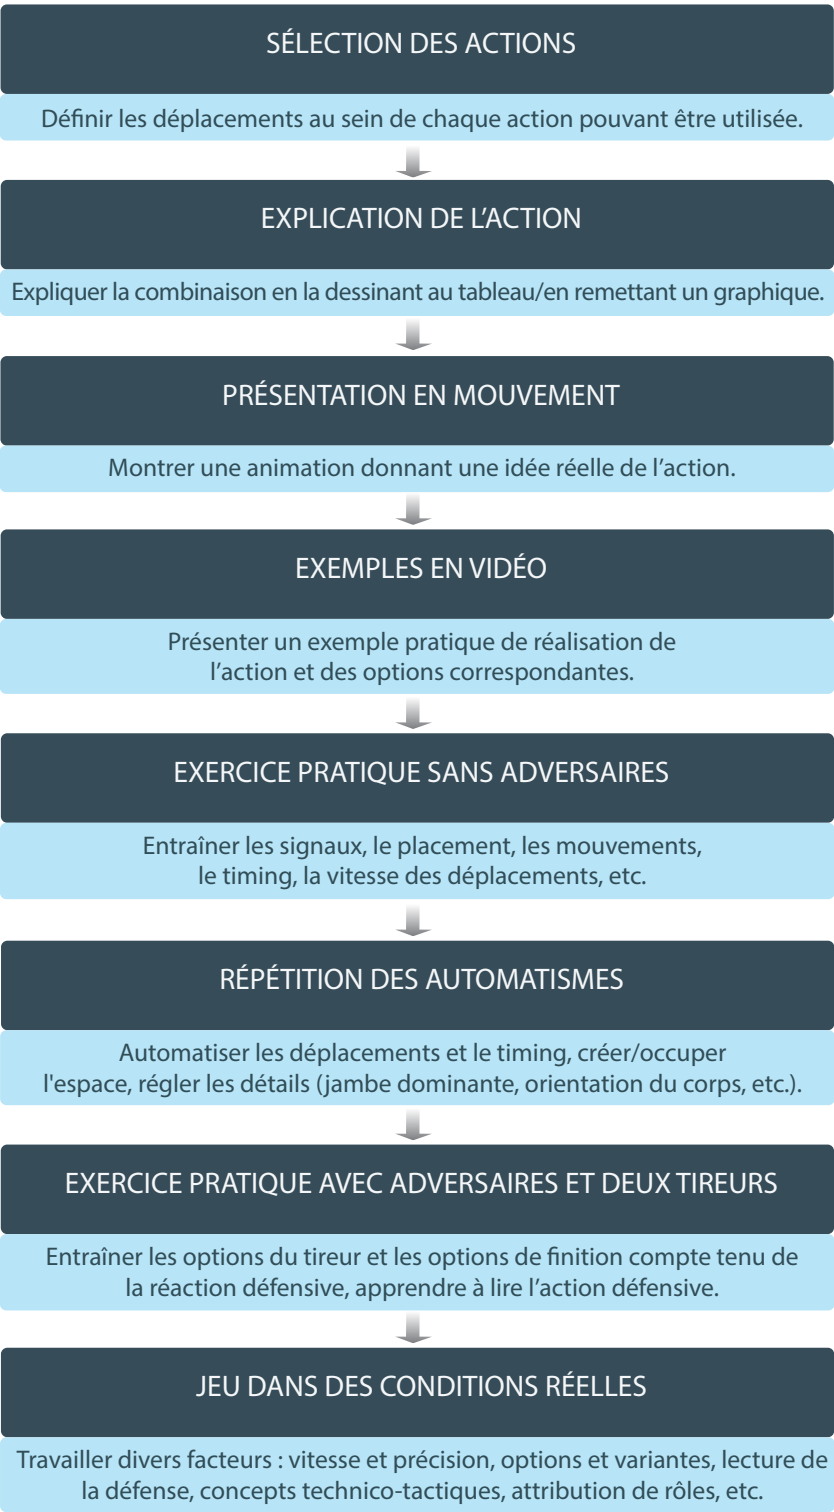 SÉLECTION DES ACTIONS
Définir les déplacements au sein de chaque action pouvant être utilisée.
EXPLICATION DE L’ACTION
Expliquer la combinaison en la dessinant au tableau/en remettant un graphique.
PRÉSENTATION EN MOUVEMENT
Montrer une animation donnant une idée réelle de l’action.
EXEMPLES EN VIDÉO
Présenter un exemple pratique de réalisation de
l’action et des options correspondantes.
EXERCICE PRATIQUE SANS ADVERSAIRES
Entraîner les signaux, le placement, les mouvements,
le timing, la vitesse des déplacements, etc.
RÉPÉTITION DES AUTOMATISMES
Automatiser les déplacements et le timing, créer/occuper
l'espace, régler les détails (jambe dominante, orientation du corps, etc.).
EXERCICE PRATIQUE AVEC ADVERSAIRES ET DEUX TIREURS
Entraîner les options du tireur et les options de finition compte tenu de
la réaction défensive, apprendre à lire l’action défensive.
JEU DANS DES CONDITIONS RÉELLES
Travailler divers facteurs : vitesse et précision, options et variantes, lecture de
la défense, concepts technico-tactiques, attribution de rôles, etc.